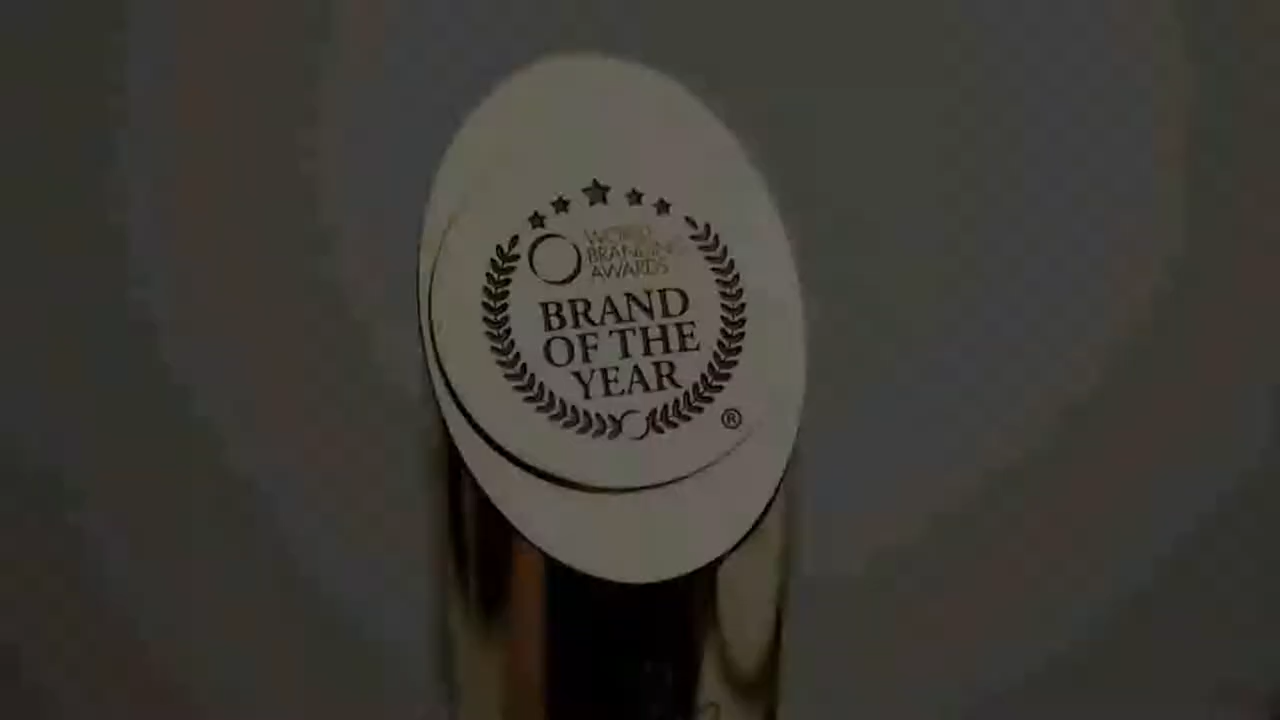 WORLD
BRANDING
AWARDS
BRAND
OF THE
YEAR
®